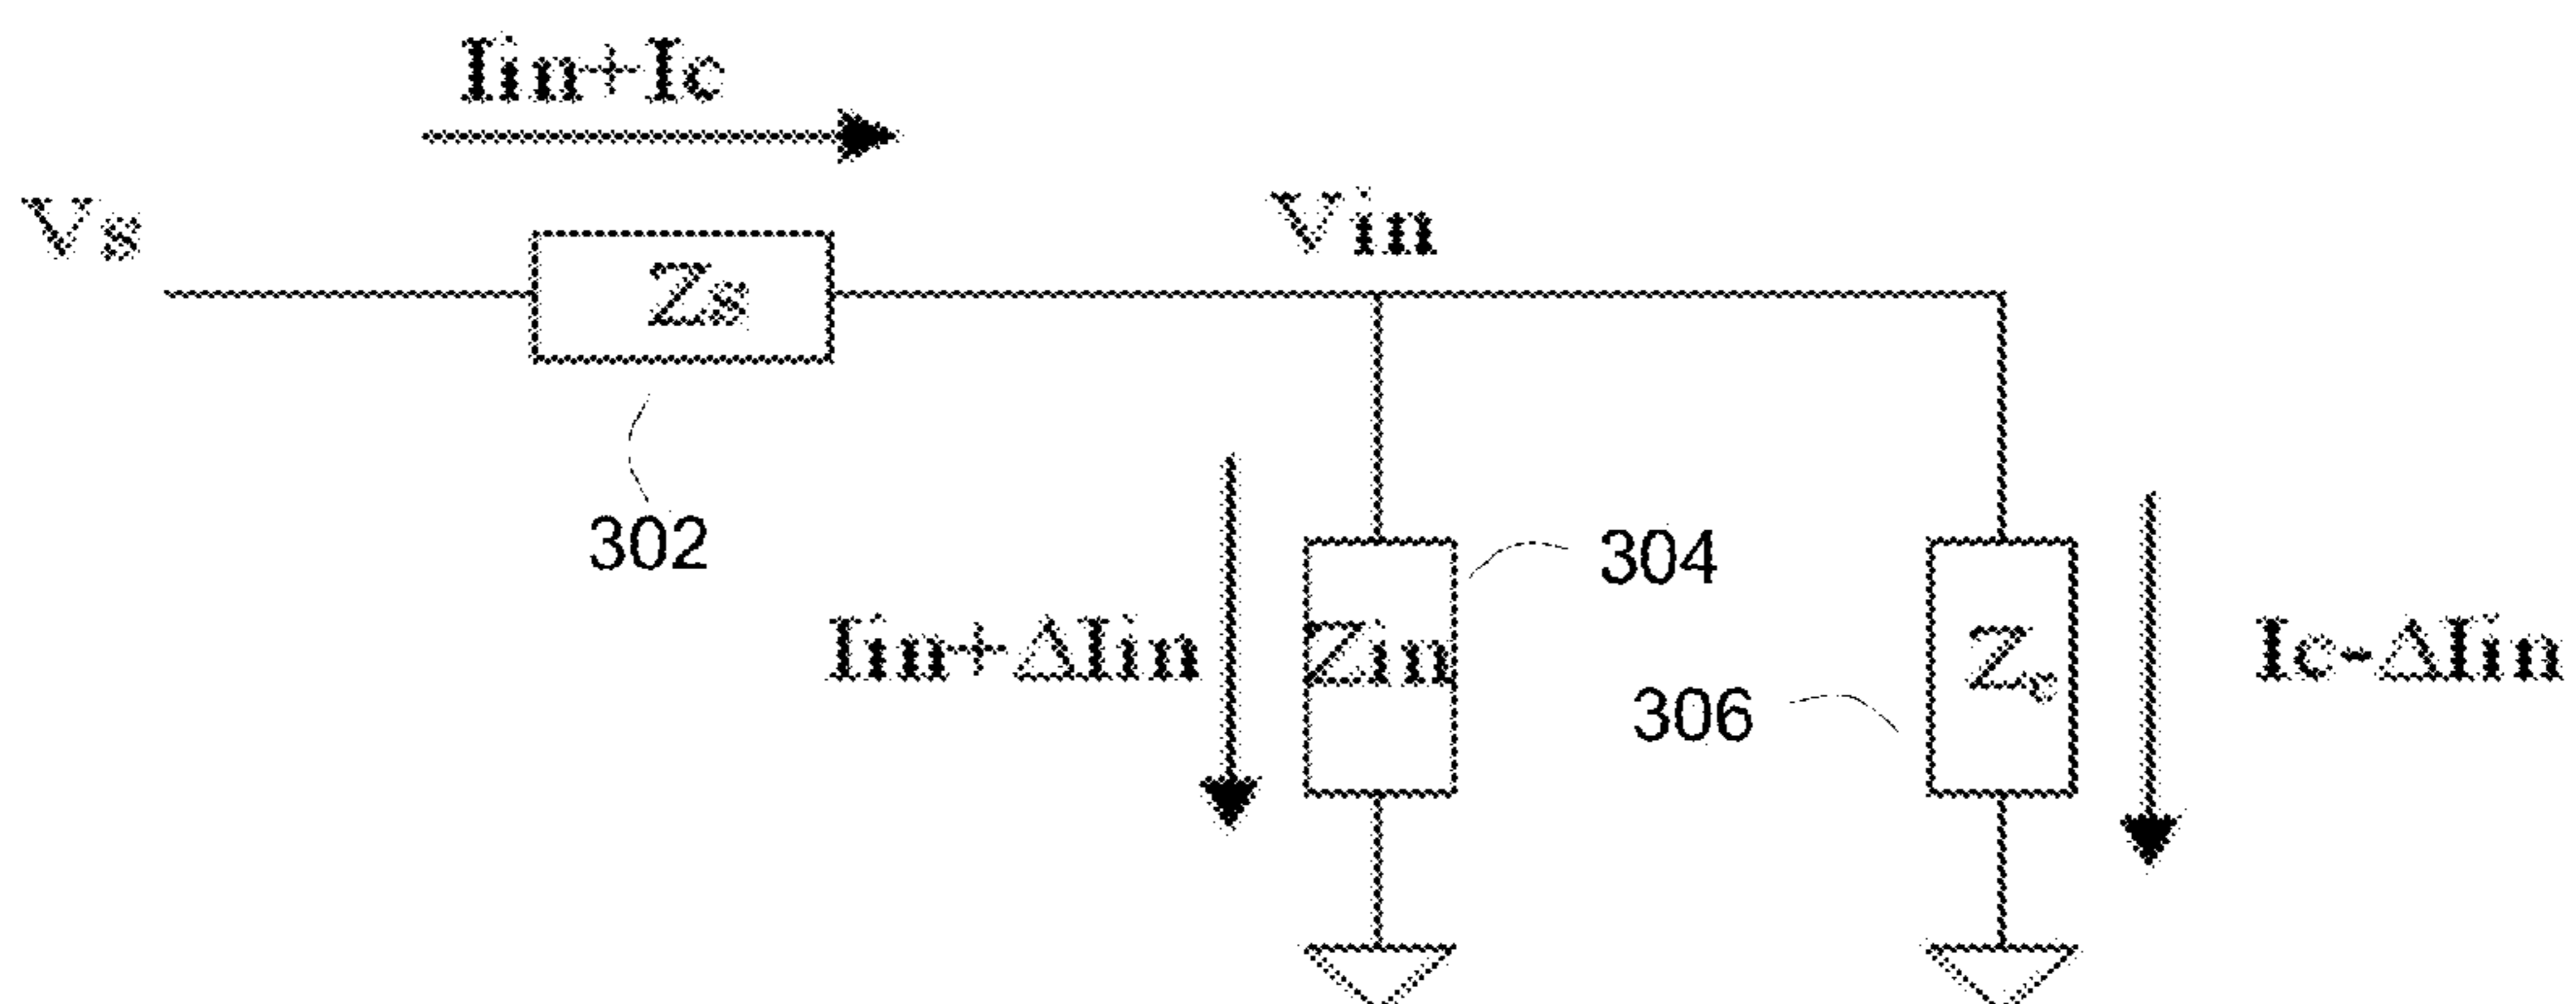 Iin+Ic
Vs
Zs
Vin
302
304
Iin+ΔIin
Zin
306
Zc
Ic-ΔIin